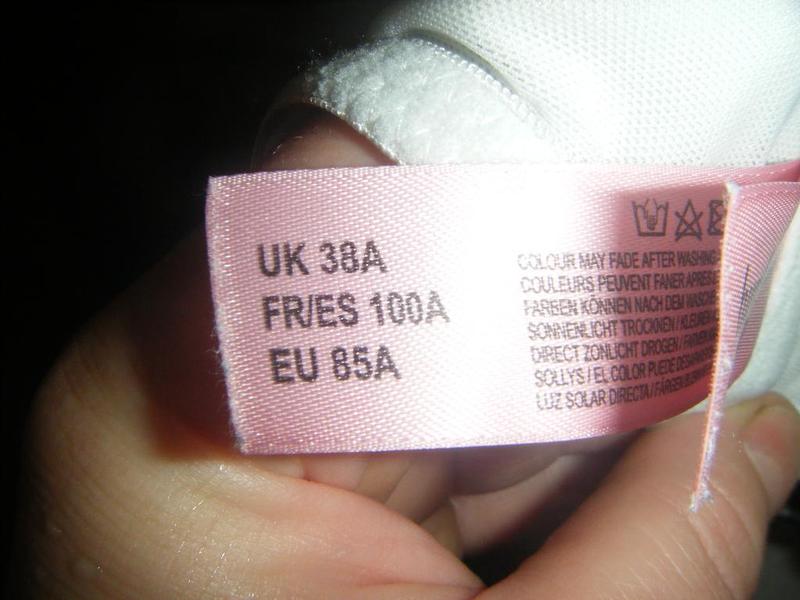 UK 38A
FR/ES 100A
EU 85A
COLOUR MAY FADE AFTER WASHING
COULEURS PEUVENT FANER APRES
FARBEN KÖNNEN NACH DEM
SONNENLICHT TROCKNEN /
DIRECT ZONLICHT DROGEN /
SOLLYS / EL COLOR PUEDE
LUZ SOLAR DIRECTA /